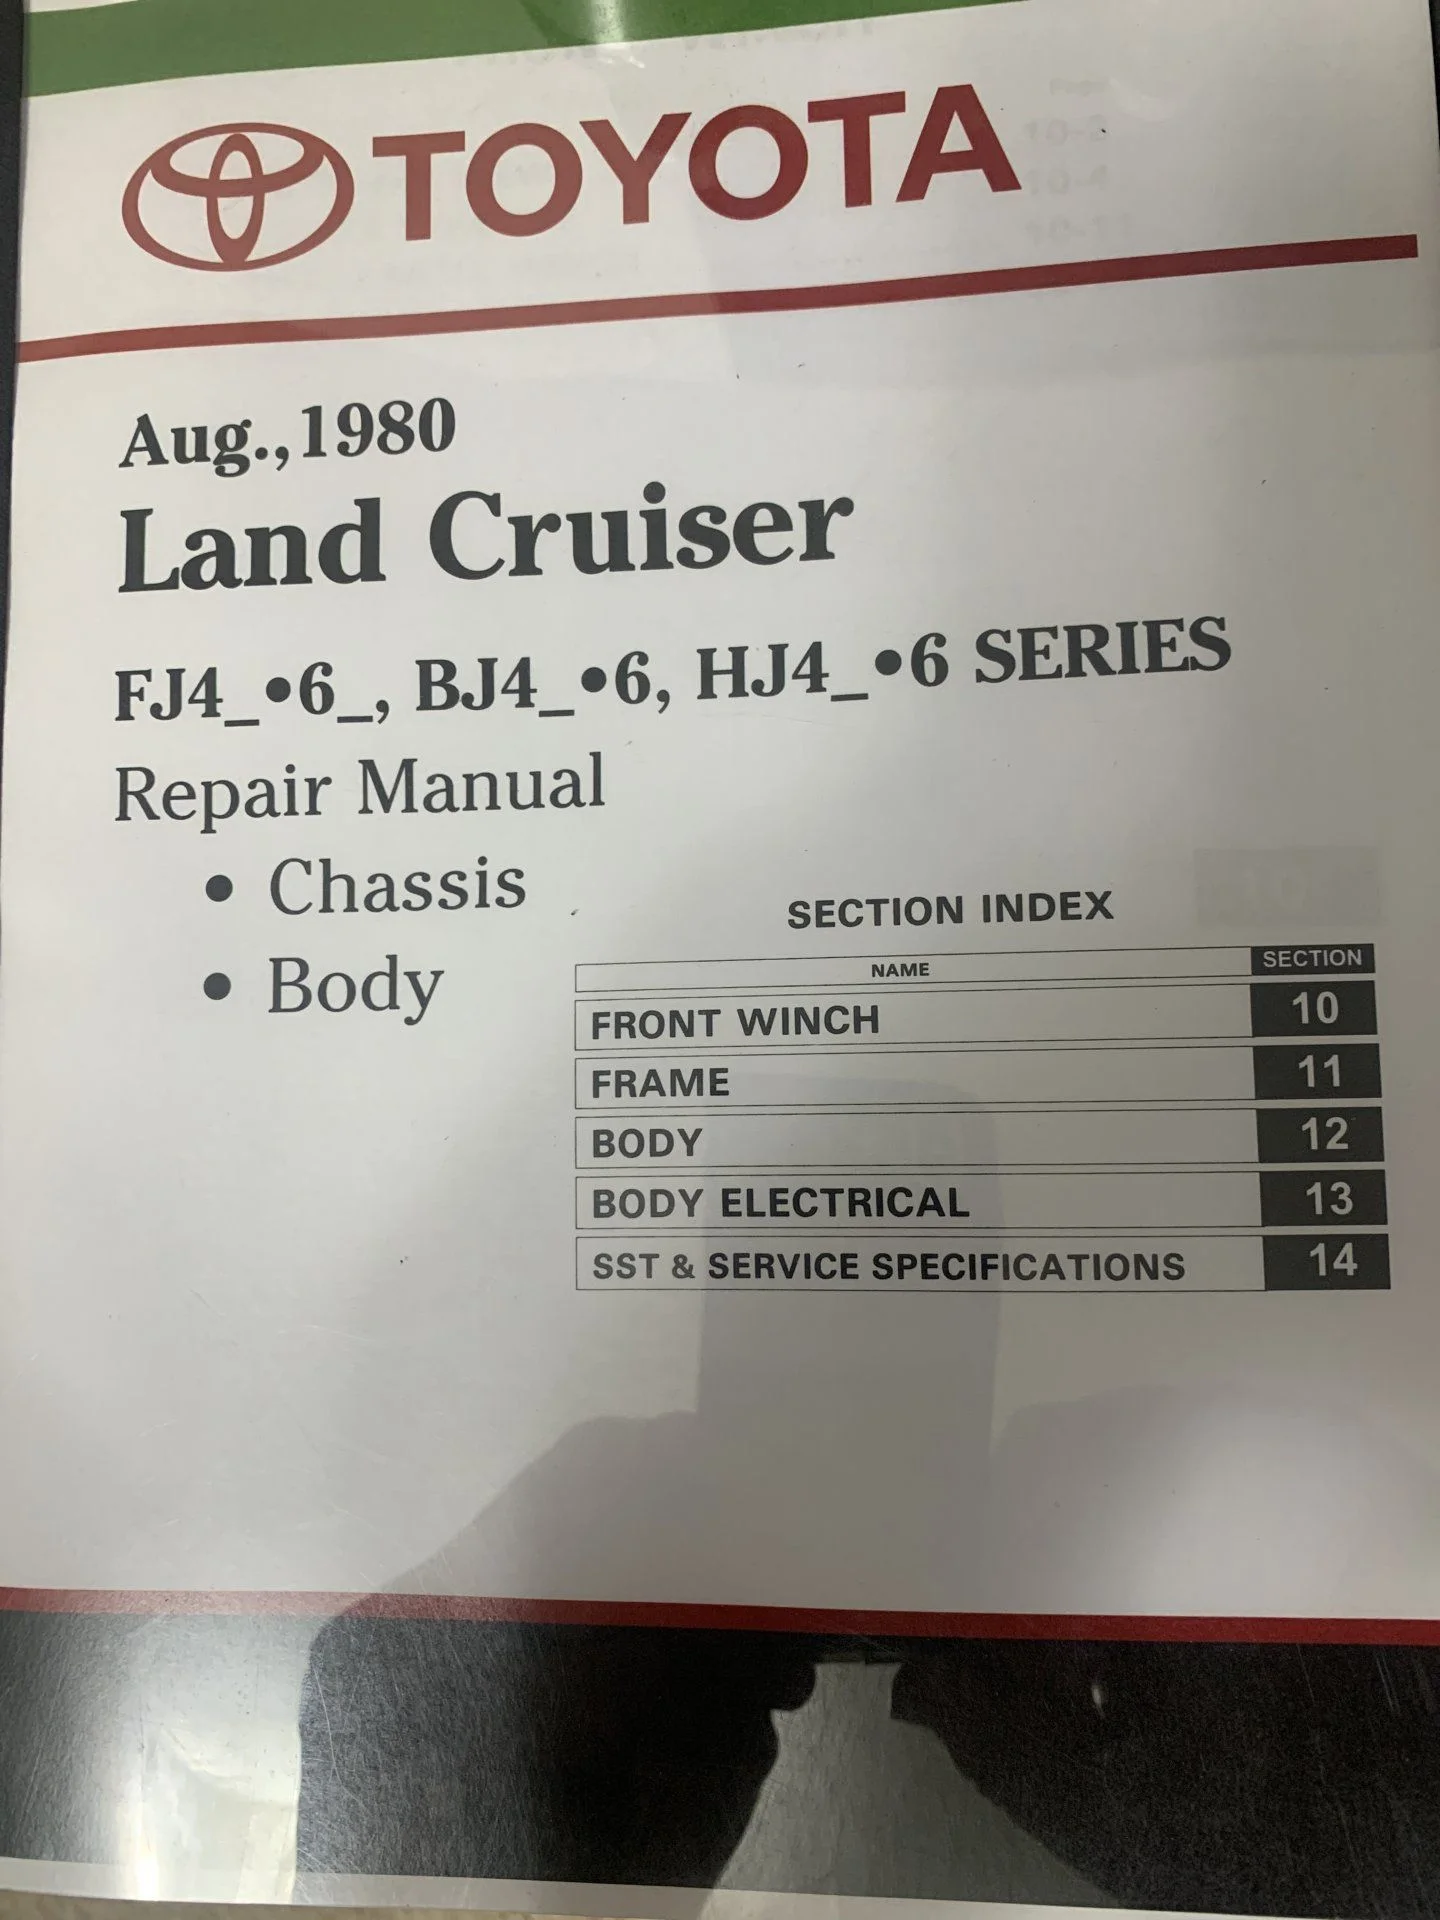 TOYOTA
Aug.,1980
Land Cruiser
FJ4_•6_, BJ4_•6, HJ4_•6 SERIES
Repair Manual
• Chassis
• Body
SECTION INDEX
NAME SECTION
FRONT WINCH 10
FRAME 11
BODY 12
BODY ELECTRICAL 13
SST & SERVICE SPECIFICATIONS 14